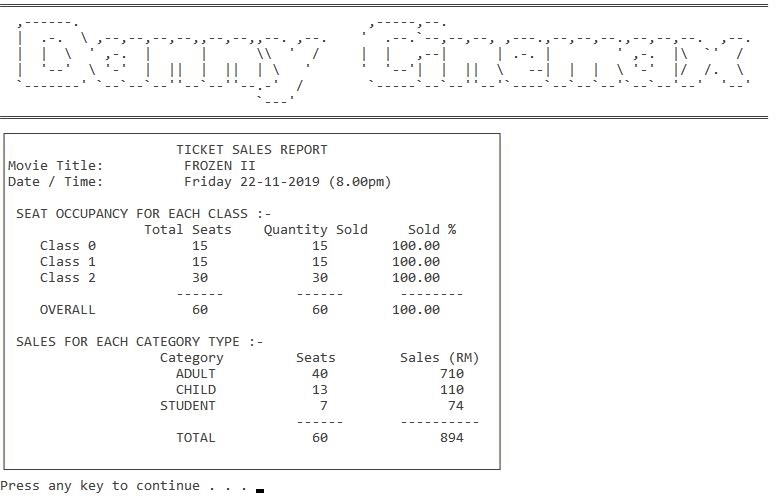 Danny Cinemax
TICKET SALES REPORT
Movie Title: FROZEN II
Date / Time: Friday 22-11-2019 (8.00pm)
SEAT OCCUPANCY FOR EACH CLASS :-
Total Seats Quantity Sold Sold %
Class 0 15 15 100.00
Class 1 15 15 100.00
Class 2 30 30 100.00
------ ------ --------
OVERALL 60 60 100.00
SALES FOR EACH CATEGORY TYPE :-
Category Seats Sales (RM)
ADULT 40 710
CHILD 13 110
STUDENT 7 74
------ ----------
TOTAL 60 894
Press any key to continue . . .